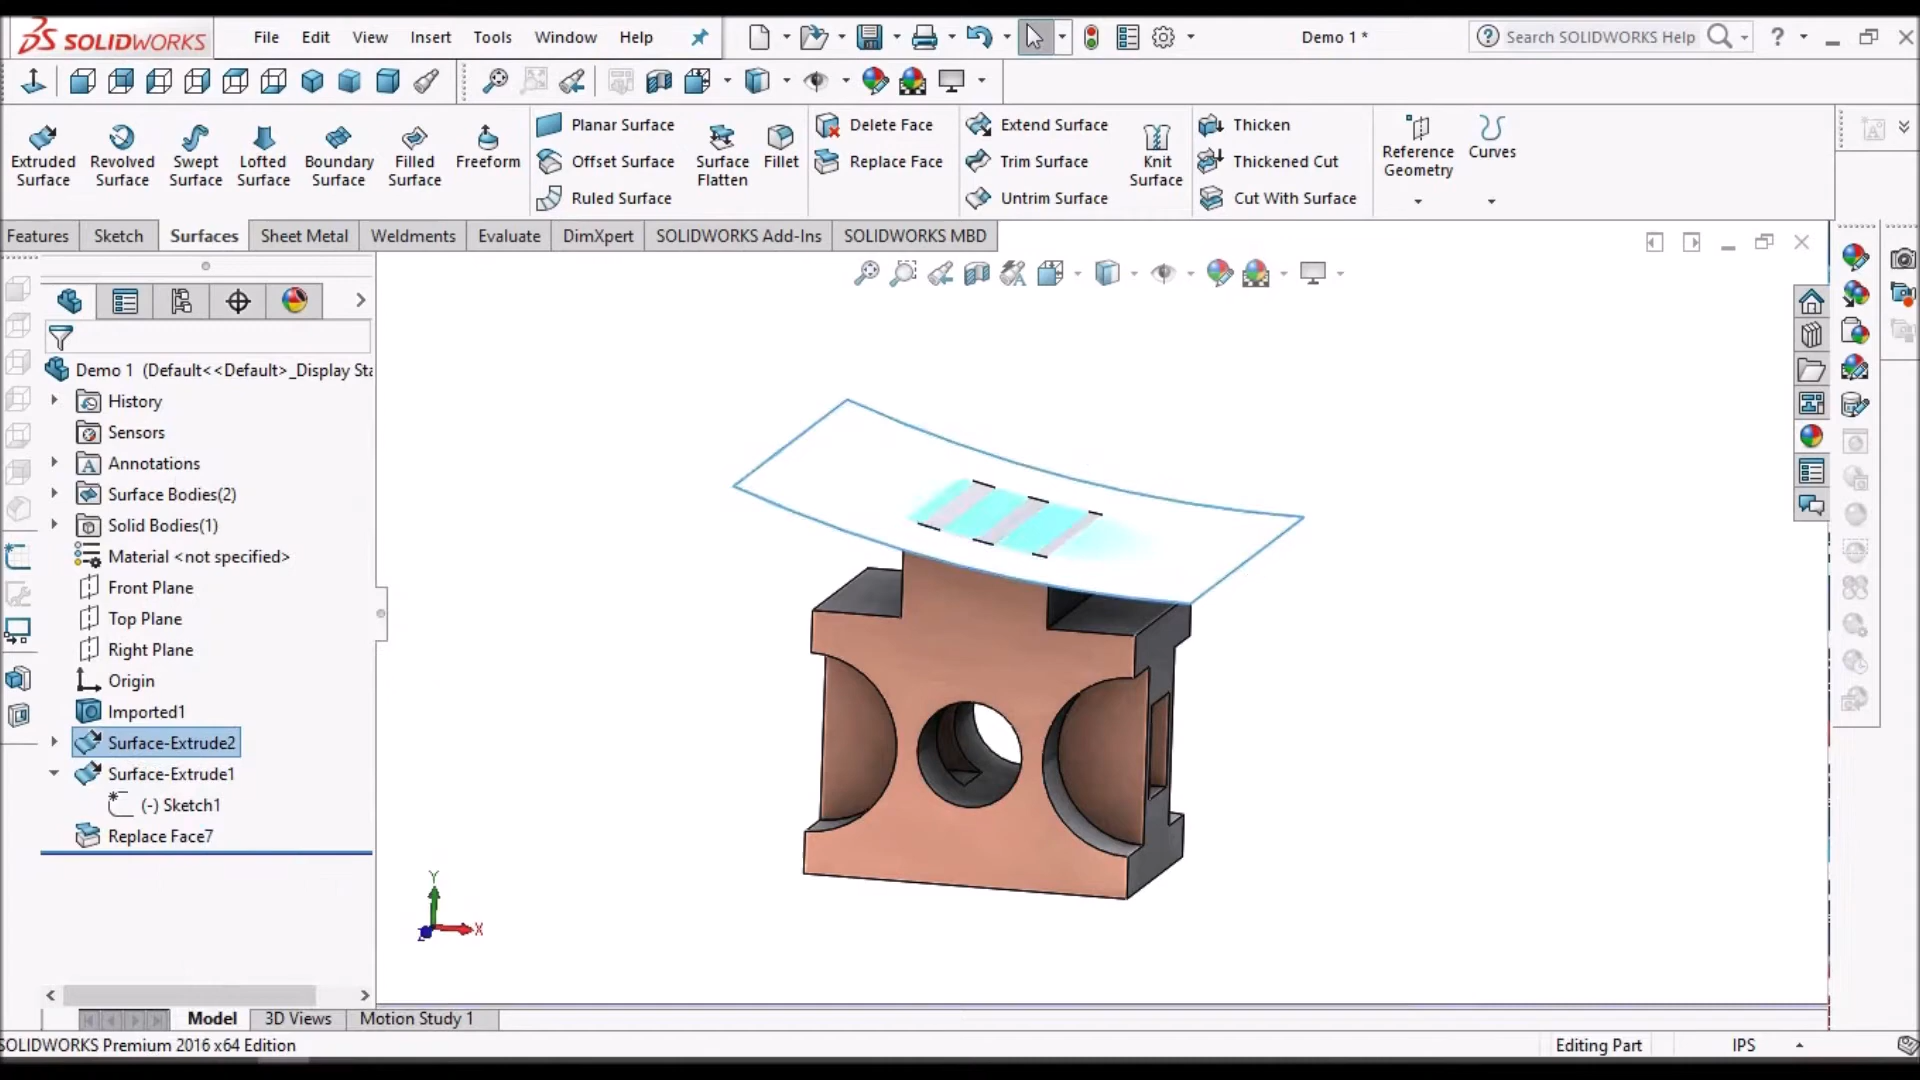 SOLIDWORKS File Edit View Insert Tools Window Help Demo 1 * Search SOLIDWORKS Help ?
Extruded Surface
Revolved Surface
Swept Surface
Lofted Surface
Boundary Surface
Filled Surface
Freeform
Planar Surface
Offset Surface
Ruled Surface
Surface Flatten
Fillet
Delete Face
Replace Face
Extend Surface
Trim Surface
Untrim Surface
Knit Surface
Thicken
Thickened Cut
Cut With Surface
Reference Geometry
Curves
Features Sketch Surfaces Sheet Metal Weldments Evaluate DimXpert SOLIDWORKS Add-Ins SOLIDWORKS MBD
Demo 1 (Default<<Default>_Display Sta
History
Sensors
Annotations
Surface Bodies(2)
Solid Bodies(1)
Material <not specified>
Front Plane
Top Plane
Right Plane
Origin
Imported1
Surface-Extrude2
Surface-Extrude1
(-) Sketch1
Replace Face7
Y
X
Z
Model 3D Views Motion Study 1
SOLIDWORKS Premium 2016 x64 Edition Editing Part IPS